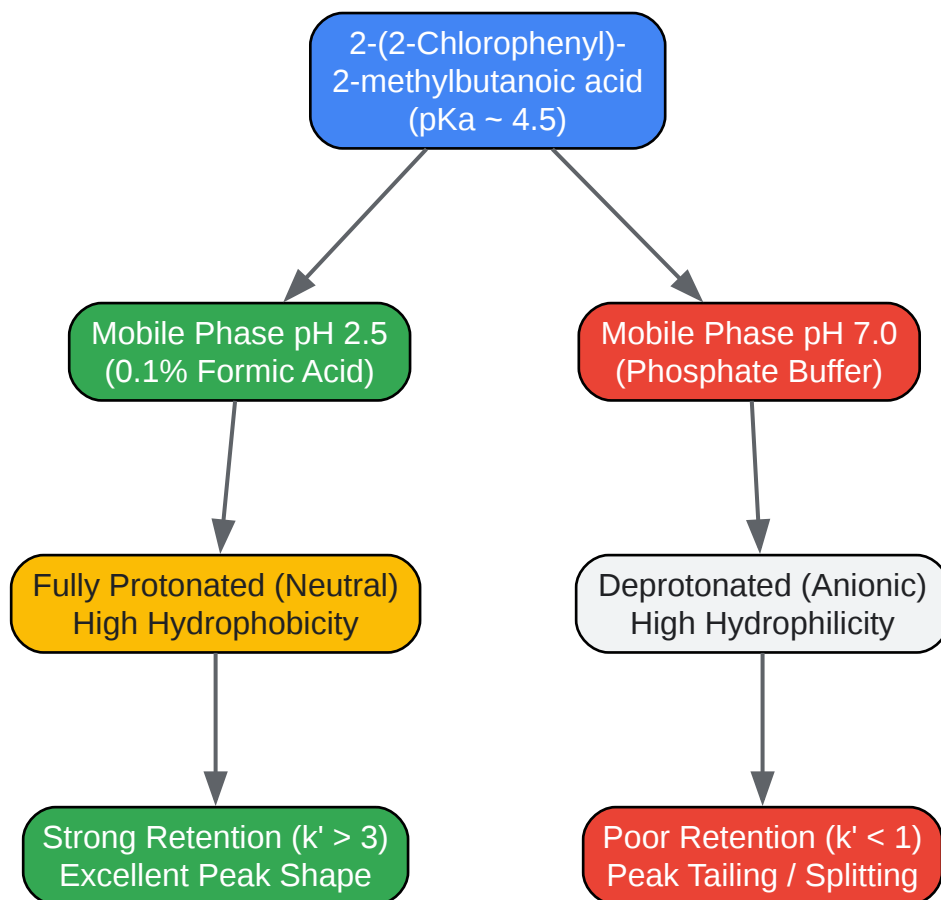 2-(2-Chlorophenyl)-
2-methylbutanoic acid
(pKa ~ 4.5)
Mobile Phase pH 2.5
(0.1% Formic Acid)
Mobile Phase pH 7.0
(Phosphate Buffer)
Fully Protonated (Neutral)
High Hydrophobicity
Deprotonated (Anionic)
High Hydrophilicity
Strong Retention (k' > 3)
Excellent Peak Shape
Poor Retention (k' < 1)
Peak Tailing / Splitting